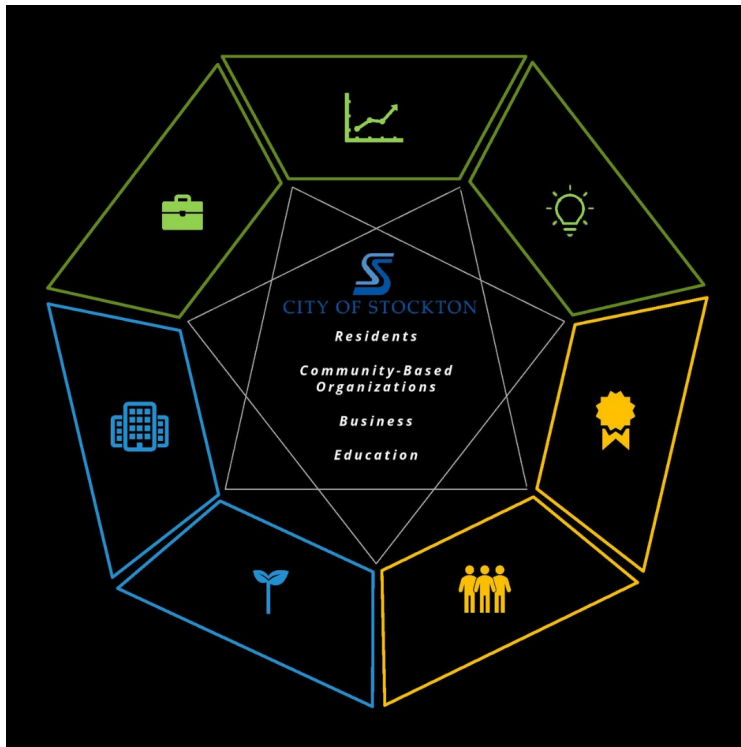 CITY OF STOCKTON
Residents
Community-Based
Organizations
Business
Education